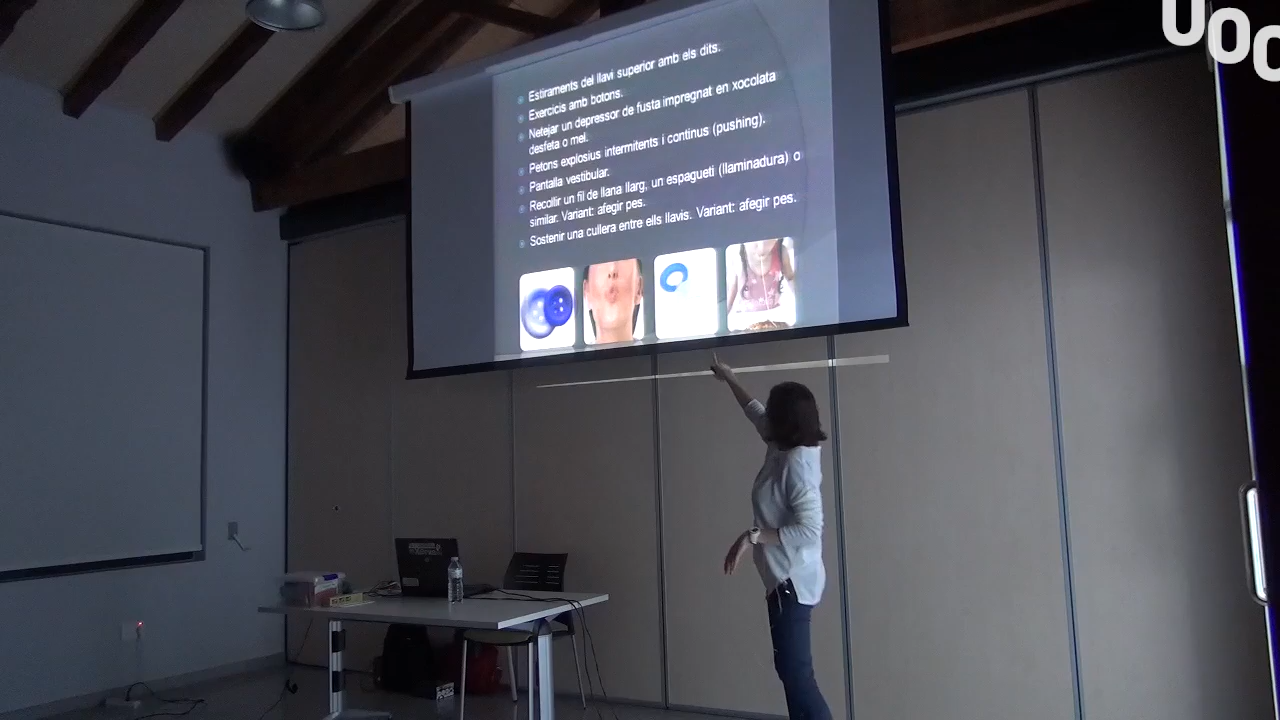 UOC
Estiraments del llavi superior amb els dits.
Exercicis amb botons.
Netejar un depressor de fusta impregnat en xocolata
desfeta o mel.
Petons explosius intermitents i continus (pushing).
Pantalla vestibular.
Recollir un fil de llana llarg, un espagueti (llaminadura) o
similar. Variant: afegir pes.
Sostenir una cullera entre ells llavis. Variant: afegir pes.